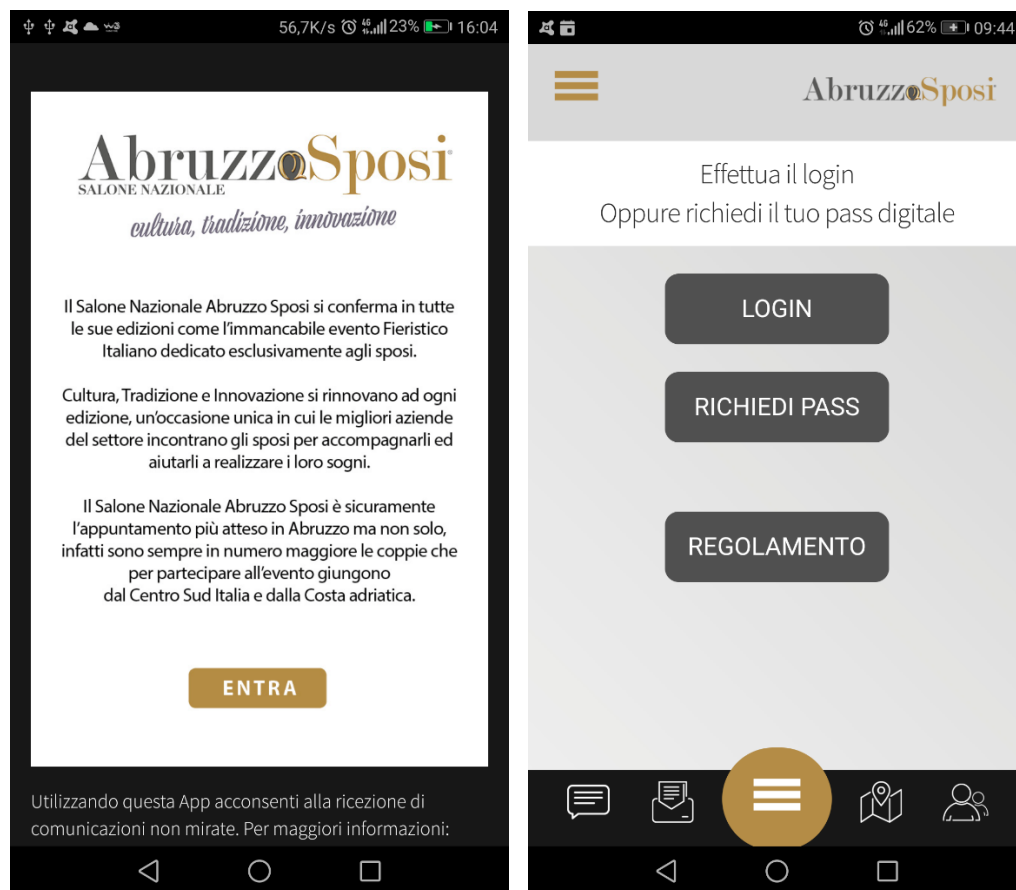 56,7K/s 46 23% 16:04
AbruzzoSposi
SALONE NAZIONALE
cultura, tradizione, innovazione
Il Salone Nazionale Abruzzo Sposi si conferma in tutte
le sue edizioni come l'immancabile evento Fieristico
Italiano dedicato esclusivamente agli sposi.
Cultura, Tradizione e Innovazione si rinnovano ad ogni
edizione, un'occasione unica in cui le migliori aziende
del settore incontrano gli sposi per accompagnarli ed
aiutarli a realizzare i loro sogni.
Il Salone Nazionale Abruzzo Sposi è sicuramente
l'appuntamento più atteso in Abruzzo ma non solo,
infatti sono sempre in numero maggiore le coppie che
per partecipare all'evento giungono
dal Centro Sud Italia e dalla Costa adriatica.
ENTRA
Utilizzando questa App acconsenti alla ricezione di
comunicazioni non mirate. Per maggiori informazioni:
46 62% 09:44
AbruzzoSposi
Effettua il login
Oppure richiedi il tuo pass digitale
LOGIN
RICHIEDI PASS
REGOLAMENTO